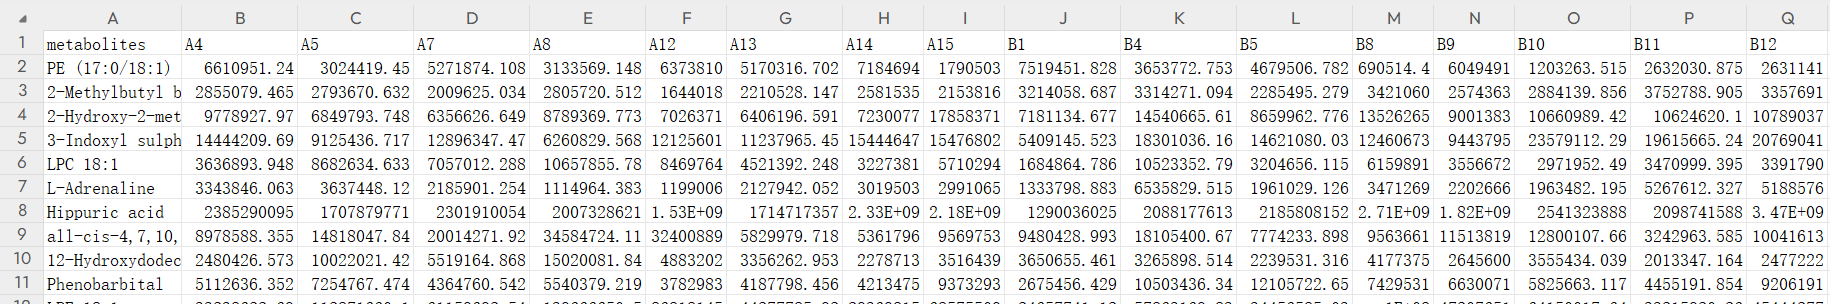 A B C D E F G H I J K L M N O P Q
1 metabolites A4 A5 A7 A8 A12 A13 A14 A15 B1 B4 B5 B8 B9 B10 B11 B12
2 PE (17:0/18:1) 6610951.24 3024419.45 5271874.108 3133569.148 6373810 5170316.702 7184694 1790503 7519451.828 3653772.753 4679506.782 690514.4 6049491 1203263.515 2632030.875 2631141
3 2-Methylbutyl b 2855079.465 2793670.632 2009625.034 2805720.512 1644018 2210528.147 2581535 2153816 3214058.687 3314271.094 2285495.279 3421060 2574363 2884139.856 3752788.905 3357691
4 2-Hydroxy-2-met 9778927.97 6849793.748 6356626.649 8789369.773 7026371 6406196.591 7230077 17858371 7181134.677 14540665.61 8659962.776 13526265 9001383 10660989.42 10624620.1 10789037
5 3-Indoxyl sulph 14444209.69 9125436.717 12896347.47 6260829.568 12125601 11237965.45 15444647 15476802 5409145.523 18301036.16 14621080.03 12460673 9443795 23579112.29 19615665.24 20769041
6 LPC 18:1 3636893.948 8682634.633 7057012.288 10657855.78 8469764 4521392.248 3227381 5710294 1684864.786 10523352.79 3204656.115 6159891 3556672 2971952.49 3470999.395 3391790
7 L-Adrenaline 3343846.063 3637448.12 2185901.254 1114964.383 1199006 2127942.052 3019503 2991065 1333798.883 6535829.515 1961029.126 3471269 2202666 1963482.195 5267612.327 5188576
8 Hippuric acid 2385290095 1707879771 2301910054 2007328621 1.53E+09 1714717357 2.33E+09 2.18E+09 1290036025 2088177613 2185808152 2.71E+09 1.82E+09 2541323888 2098741588 3.47E+09
9 all-cis-4,7,10, 8978588.355 14818047.84 20014271.92 34584724.11 32400889 5829979.718 5361796 9569753 9480428.993 18105400.67 7774233.898 9563661 11513819 12800107.66 3242963.585 10041613
10 12-Hydroxydodec 2480426.573 10022021.42 5519164.868 15020081.84 4883202 3356262.953 2278713 3516439 3650655.461 3265898.514 2239531.316 4177375 2645600 3555434.039 2013347.164 2477222
11 Phenobarbital 5112636.352 7254767.474 4364760.542 5540379.219 3782983 4187798.456 4213475 9373293 2675456.429 10358537.34 12105722.65 7429531 6630071 5825663.117 4455191.854 9206191